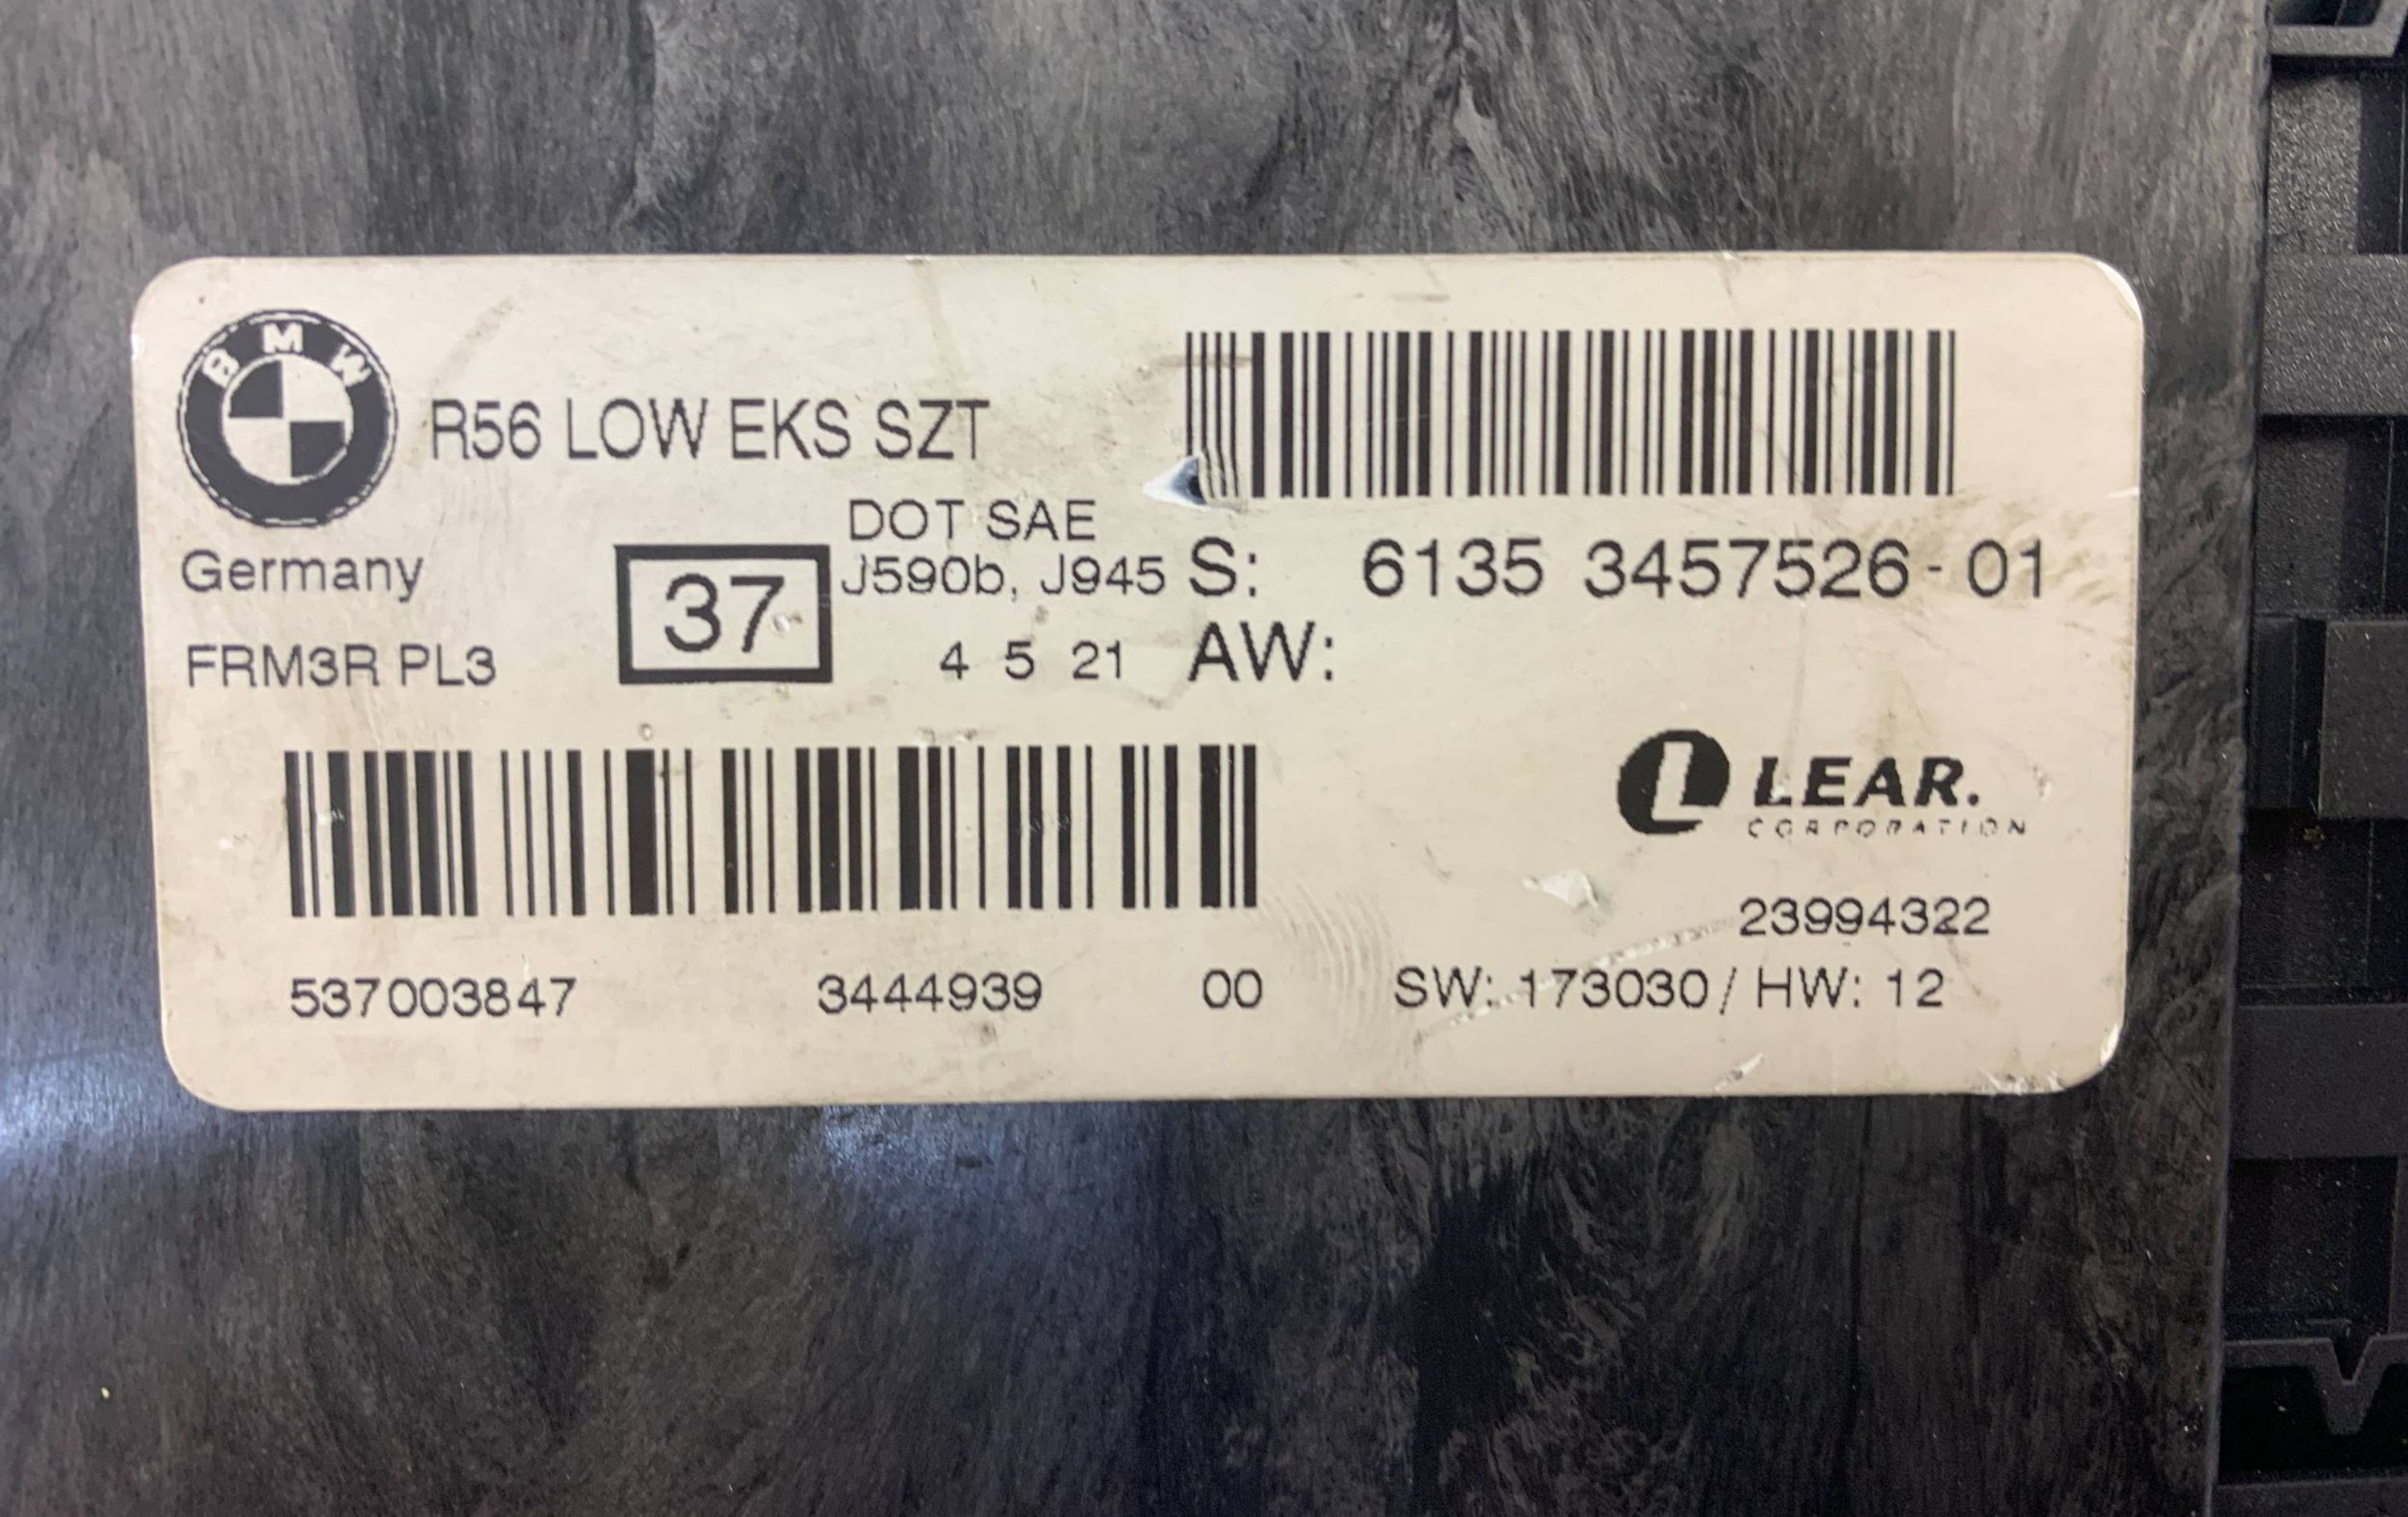 BMW
R56 LOW EKS SZT
Germany
FRM3R PL3
37
DOT SAE
J590b, J945
4 5 21
S: 6135 3457526-01
AW:
LEAR.
CORPORATION
23994322
537003847 3444939 00
SW: 173030/ HW: 12